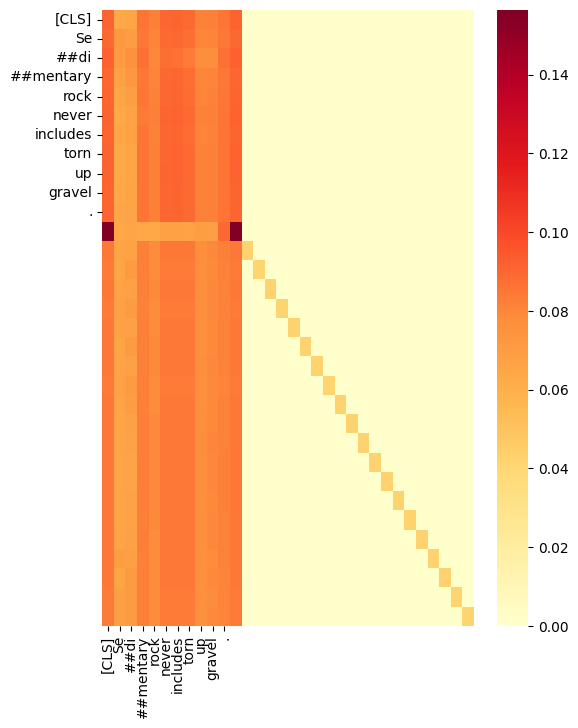 [CLS]
Se
##di
##mentary
rock
never
includes
torn
up
gravel
.
0.14
0.12
0.10
0.08
0.06
0.04
0.02
0.00
[CLS]
Se
##di
##mentary
rock
never
includes
torn
up
gravel
.